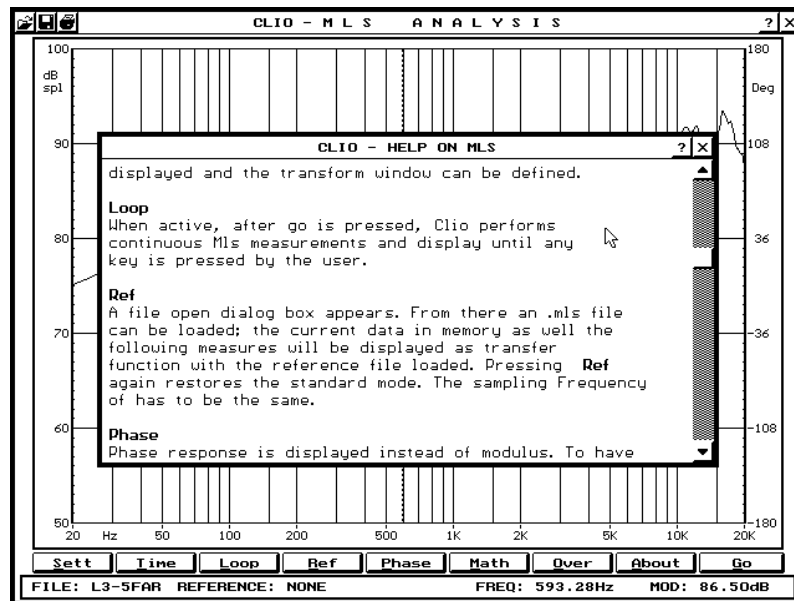 CLIO - M L S A N A L Y S I S ? X
100
dB
spl
90
80
70
60
50
180
Deg
108
36
-36
-108
-180
CLIO - HELP ON MLS ? X
displayed and the transform window can be defined.
Loop
When active, after go is pressed, Clio performs
continuous Mls measurements and display until any
key is pressed by the user.
Ref
A file open dialog box appears. From there an .mls file
can be loaded; the current data in memory as well the
following measures will be displayed as transfer
function with the reference file loaded. Pressing Ref
again restores the standard mode. The sampling Frequency
of has to be the same.
Phase
Phase response is displayed instead of modulus. To have
20 Hz 50 100 200 500 1K 2K 5K 10K 20K
Sett Time Loop Ref Phase Math Over About Go
FILE: L3-5FAR REFERENCE: NONE FREQ: 593.28Hz MOD: 86.50dB